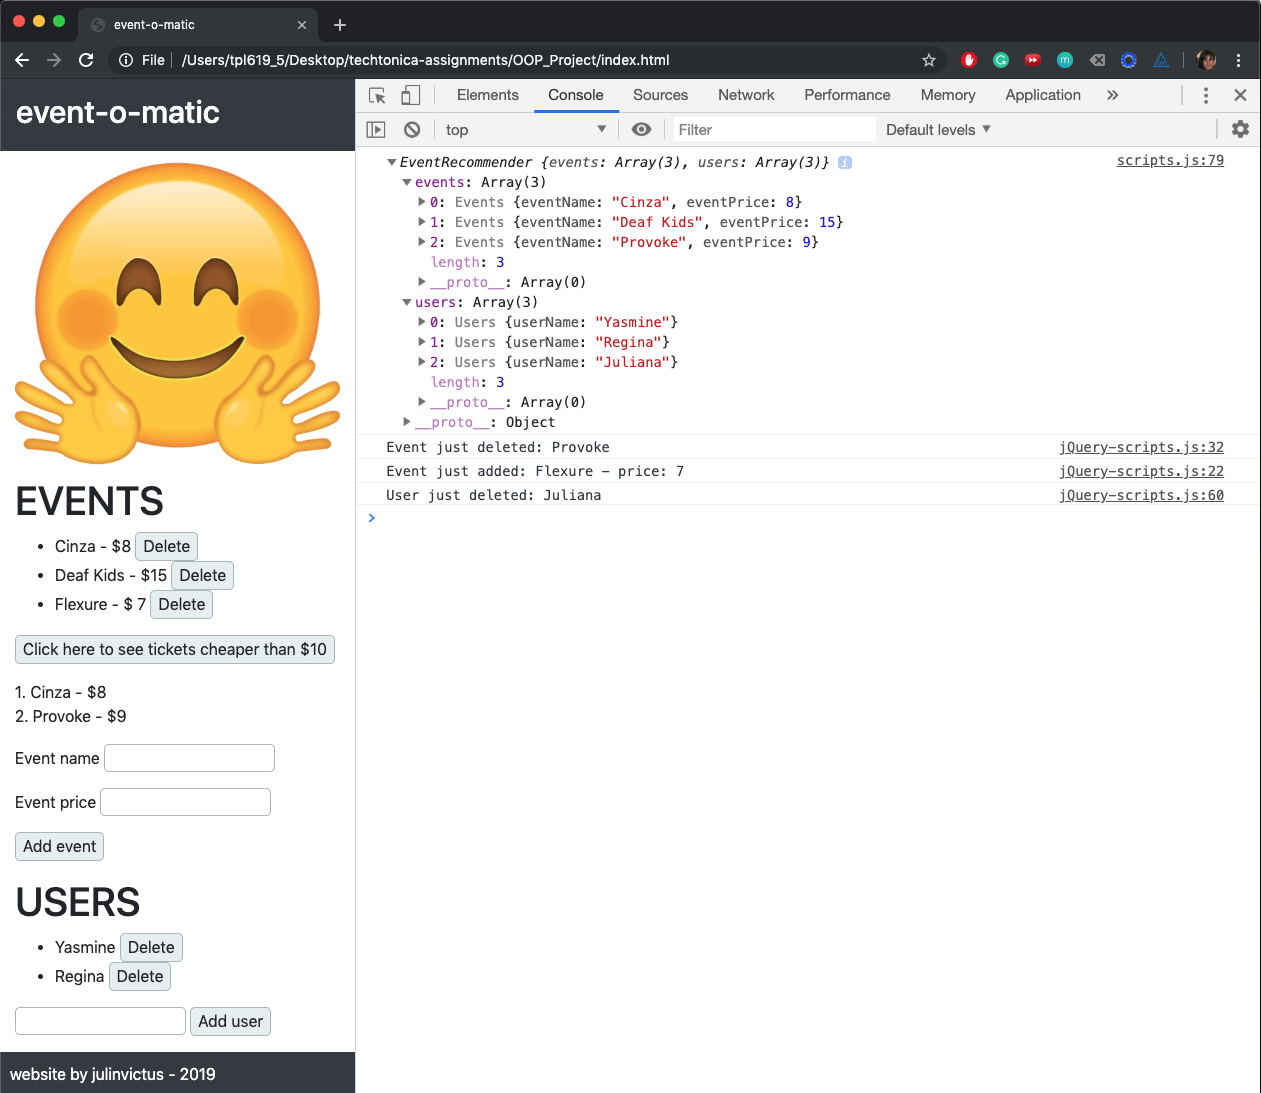 event-o-matic
File
/Users/tpl619_5/Desktop/techtonica-assignments/OOP_Project/index.html
event-o-matic
EVENTS
• Cinza - $8 Delete
• Deaf Kids - $15 Delete
• Flexure - $ 7 Delete
Click here to see tickets cheaper than $10
1. Cinza - $8
2. Provoke - $9
Event name
Event price
Add event
USERS
• Yasmine Delete
• Regina Delete
Add user
website by julinvictus - 2019
Elements Console Sources Network Performance Memory Application »
top Filter Default levels
EventRecommender {events: Array(3), users: Array(3)} i scripts.js:79
events: Array(3)
0: Events {eventName: "Cinza", eventPrice: 8}
1: Events {eventName: "Deaf Kids", eventPrice: 15}
2: Events {eventName: "Provoke", eventPrice: 9}
length: 3
__proto__: Array(0)
users: Array(3)
0: Users {userName: "Yasmine"}
1: Users {userName: "Regina"}
2: Users {userName: "Juliana"}
length: 3
__proto__: Array(0)
__proto__: Object
Event just deleted: Provoke jQuery-scripts.js:32
Event just added: Flexure - price: 7 jQuery-scripts.js:22
User just deleted: Juliana jQuery-scripts.js:60
>